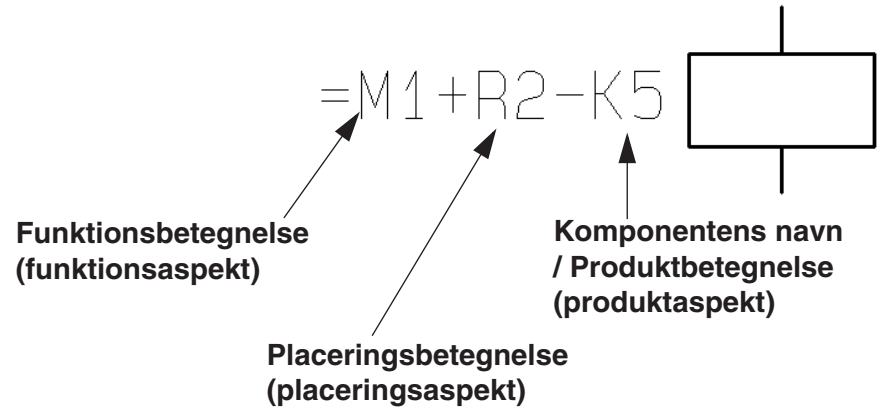 =M1+R2-K5
Funktionsbetegnelse
(funktionsaspekt)
Komponentens navn
/ Produktbetegnelse
(produktaspekt)
Placeringsbetegnelse
(placeringsaspekt)